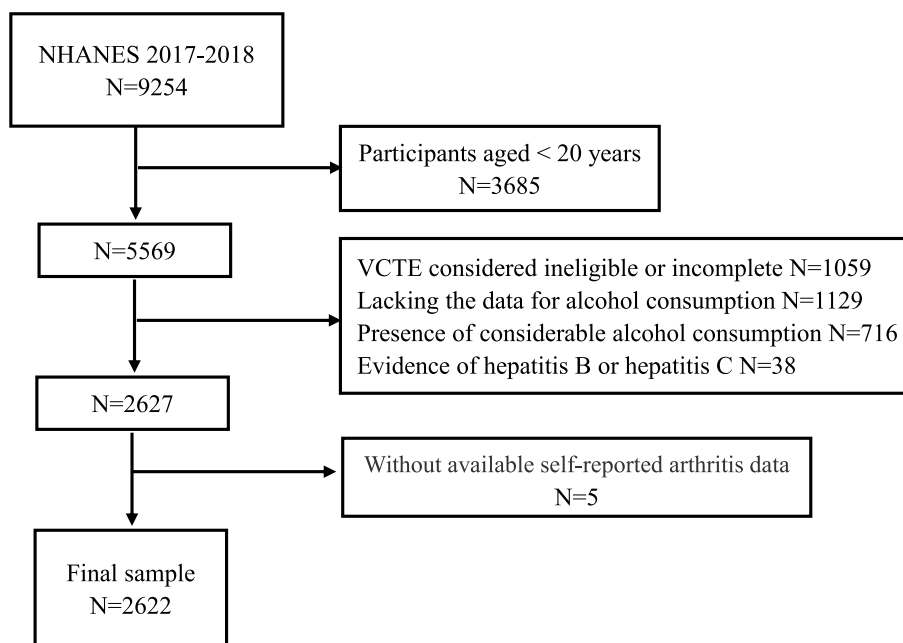 NHANES 2017-2018
N=9254
Participants aged < 20 years
N=3685
N=5569
VCTE considered ineligible or incomplete N=1059
Lacking the data for alcohol consumption N=1129
Presence of considerable alcohol consumption N=716
Evidence of hepatitis B or hepatitis C N=38
N=2627
Without available self-reported arthritis data
N=5
Final sample
N=2622